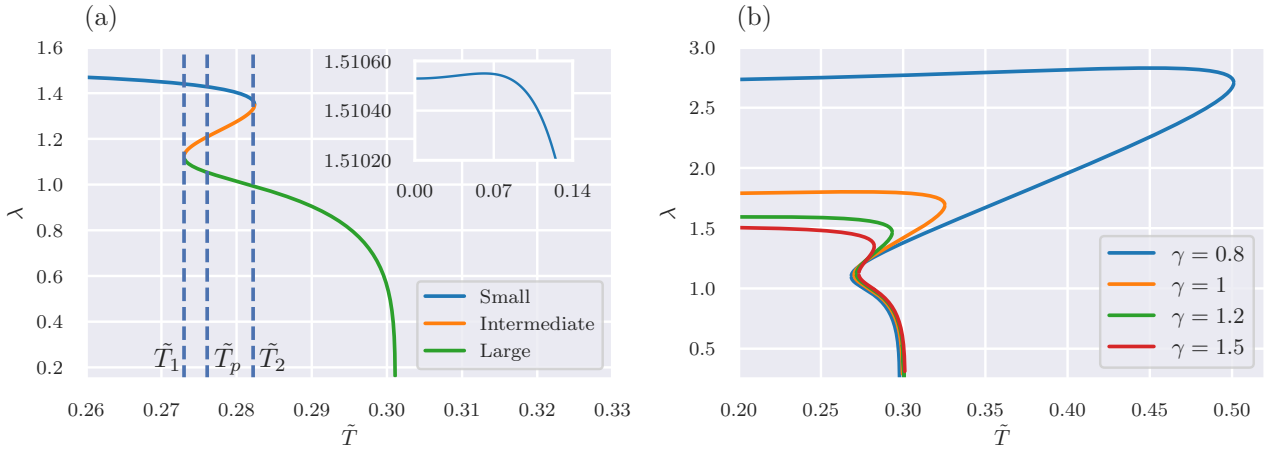 (a)
1.6
1.4
1.2
1.0
0.8
0.6
0.4
0.2
λ
1.51060
1.51040
1.51020
0.00 0.07 0.14
T̃₁ T̃ₚ T̃₂
Small
Intermediate
Large
0.26 0.27 0.28 0.29 0.30 0.31 0.32 0.33
T̃
(b)
3.0
2.5
2.0
1.5
1.0
0.5
λ
γ = 0.8
γ = 1
γ = 1.2
γ = 1.5
0.20 0.25 0.30 0.35 0.40 0.45 0.50
T̃